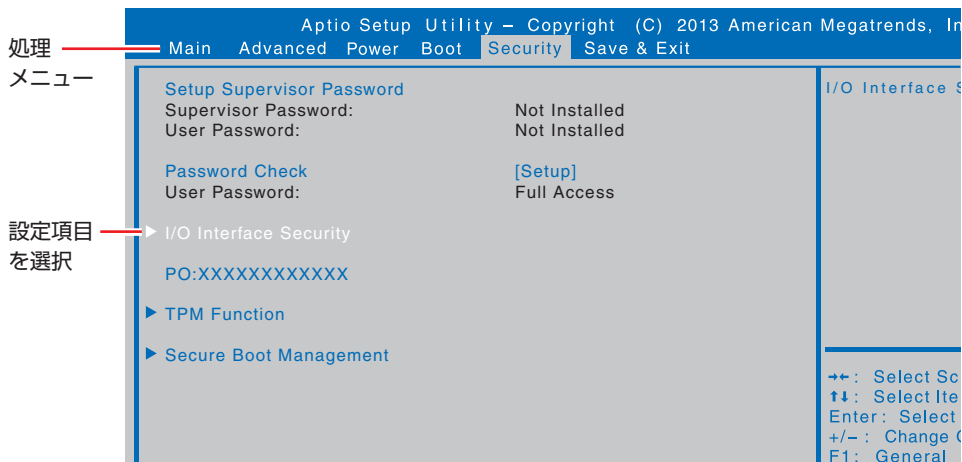 Aptio Setup Utility – Copyright (C) 2013 American Megatrends,
Main Advanced Power Boot Security Save & Exit
処理
メニュー
Setup Supervisor Password
Supervisor Password: Not Installed
User Password: Not Installed
Password Check [Setup]
User Password: Full Access
設定項目
を選択
I/O Interface Security
PO:XXXXXXXXXXXX
TPM Function
Secure Boot Management
I/O Interface
→←: Select
↑↓: Select
Enter: Select
+/–: Change
F1: General